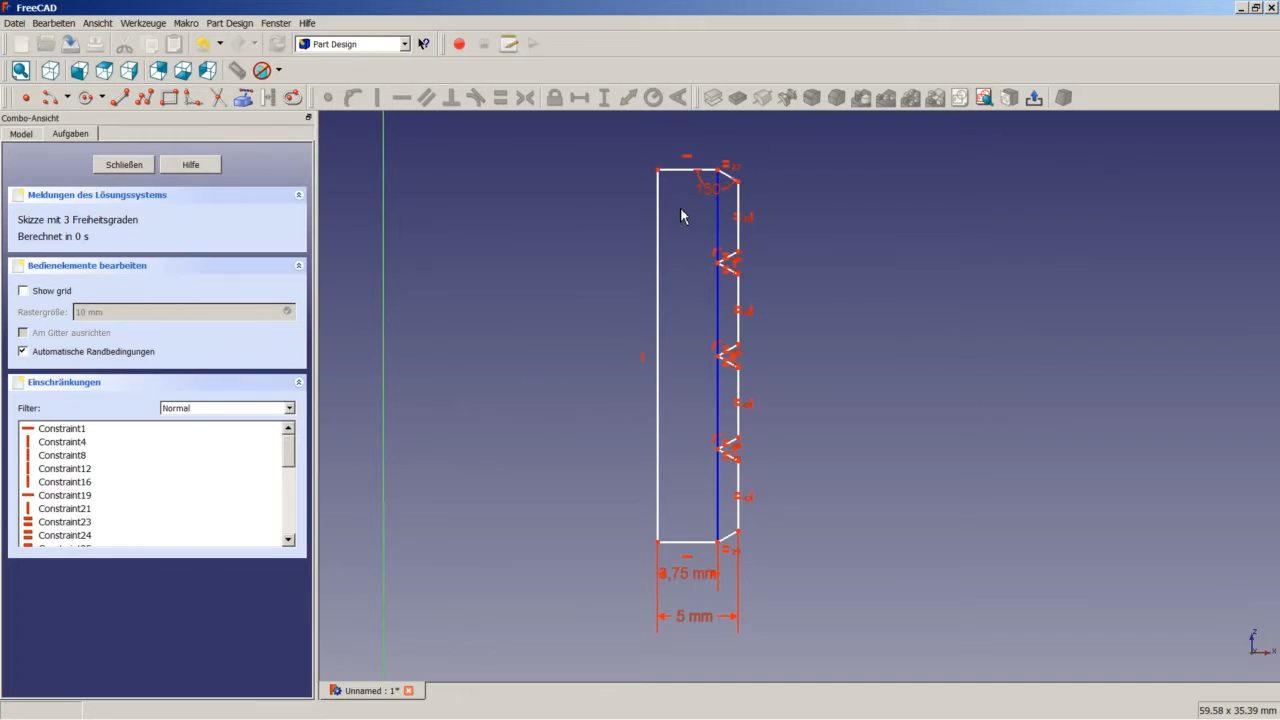 FreeCAD
Datei Bearbeiten Ansicht Werkzeuge Makro Part Design Fenster Hilfe
Part Design
Combo-Ansicht
Model Aufgaben
Schließen Hilfe
Meldungen des Lösungssystems
Skizze mit 3 Freiheitsgraden
Berechnet in 0 s
Bedienelemente bearbeiten
Show grid
Rastergröße: 10 mm
Am Gitter ausrichten
Automatische Randbedingungen
Einschränkungen
Filter: Normal
Constraint1
Constraint4
Constraint8
Constraint12
Constraint16
Constraint19
Constraint21
Constraint23
Constraint24
150
,75 mm
5 mm
Z
X
Unnamed : 1*
59.58 x 35.39 mm